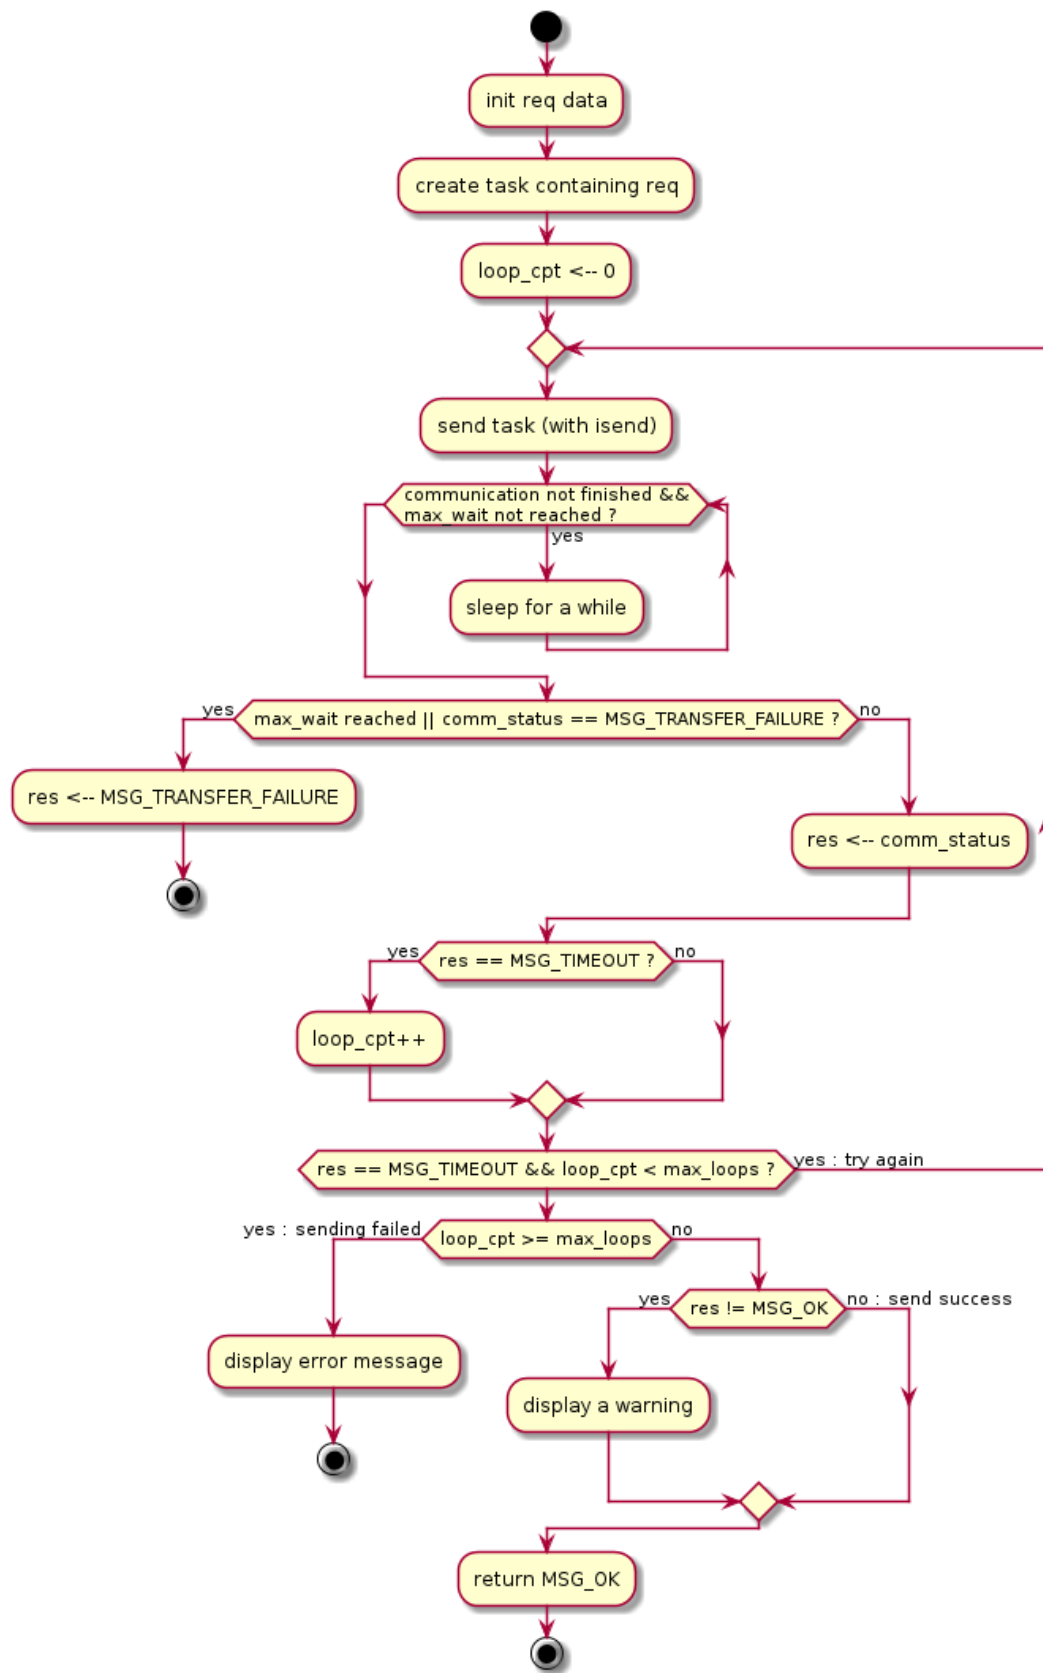 init req data
create task containing req
loop_cpt <-- 0
send task (with isend)
communication not finished &&
max_wait not reached ?
yes
sleep for a while
yes
max_wait reached || comm_status == MSG_TRANSFER_FAILURE ?
no
res <-- MSG_TRANSFER_FAILURE
res <-- comm_status
yes
res == MSG_TIMEOUT ?
no
loop_cpt++
res == MSG_TIMEOUT && loop_cpt < max_loops ?
yes : try again
yes : sending failed
loop_cpt >= max_loops
no
yes
res != MSG_OK
no : send success
display error message
display a warning
return MSG_OK